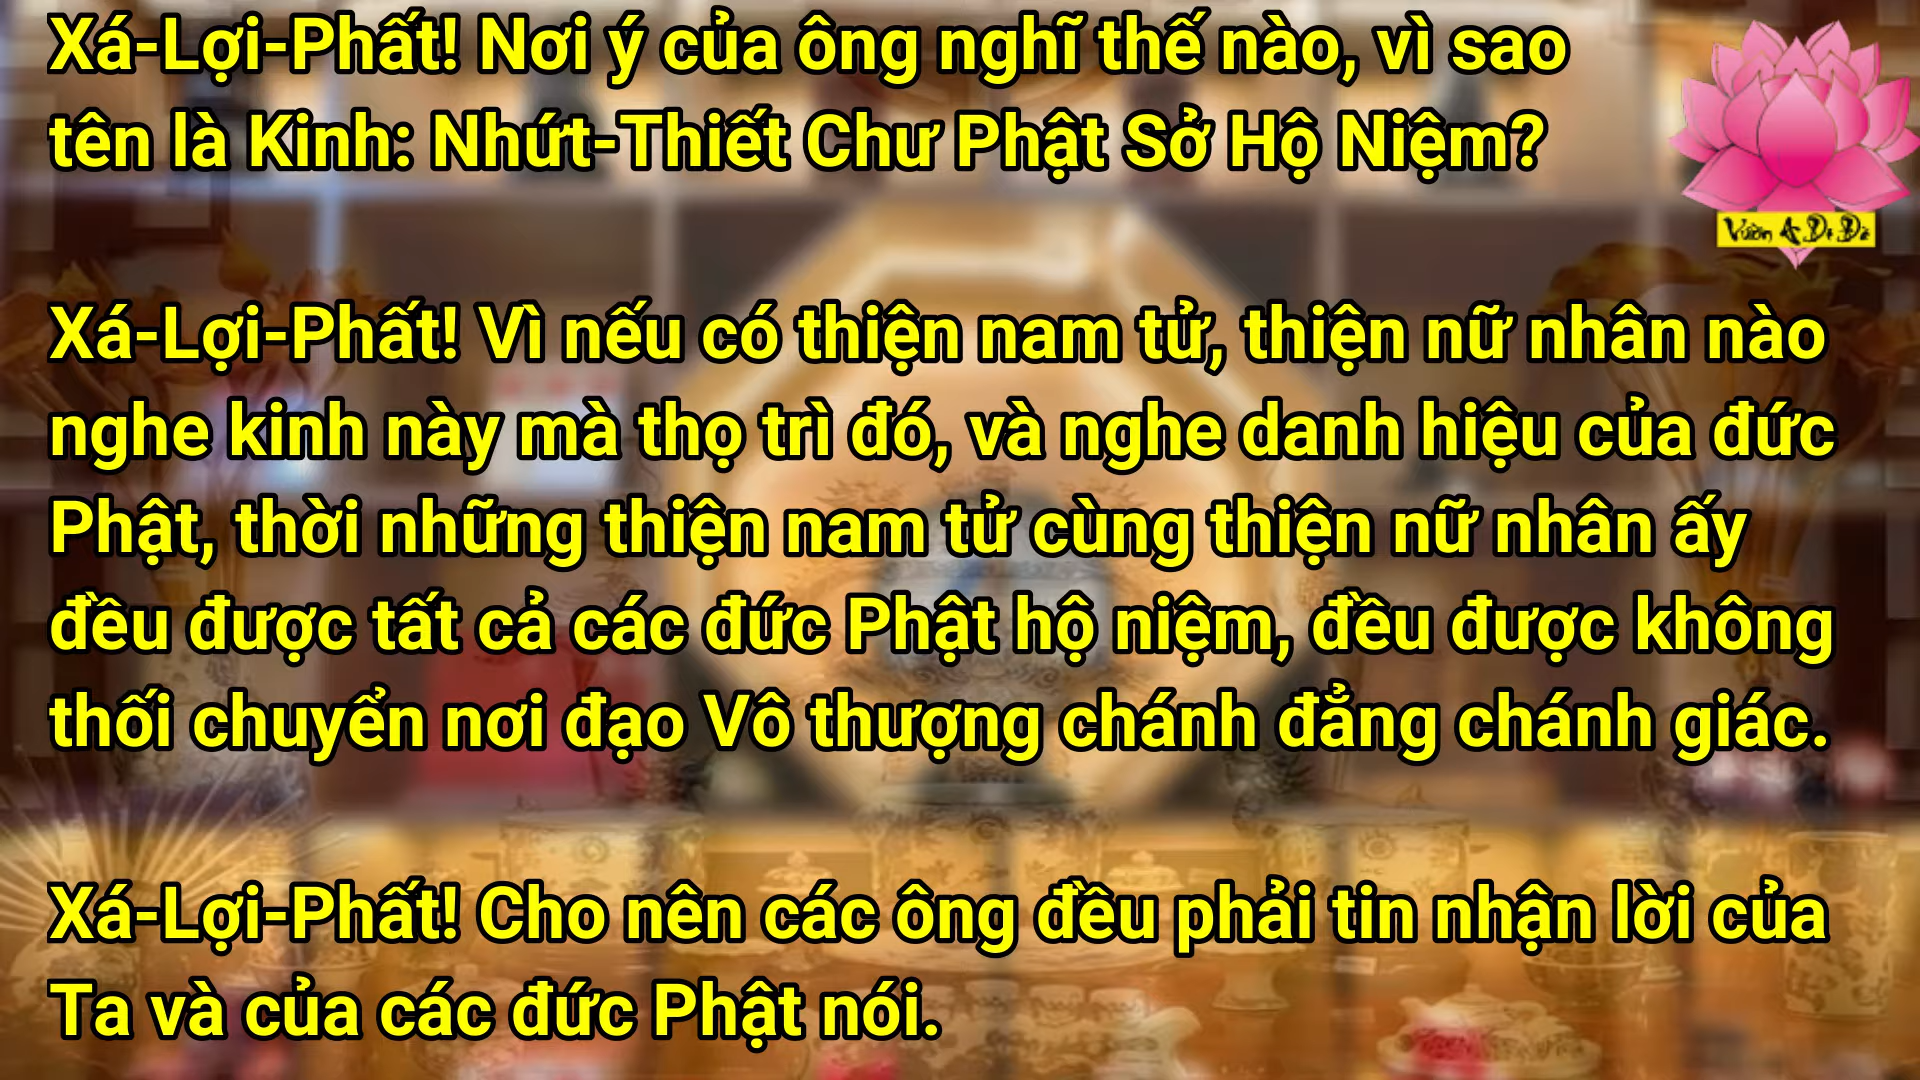 Xá-Lợi-Phất! Nơi ý của ông nghĩ thế nào, vì sao
tên là Kinh: Nhứt-Thiết Chư Phật Sở Hộ Niệm?
Vườn A Di Đà
Xá-Lợi-Phất! Vì nếu có thiện nam tử, thiện nữ nhân nào
nghe kinh này mà thọ trì đó, và nghe danh hiệu của đức
Phật, thời những thiện nam tử cùng thiện nữ nhân ấy
đều được tất cả các đức Phật hộ niệm, đều được không
thối chuyển nơi đạo Vô thượng chánh đẳng chánh giác.
Xá-Lợi-Phất! Cho nên các ông đều phải tin nhận lời của
Ta và của các đức Phật nói.